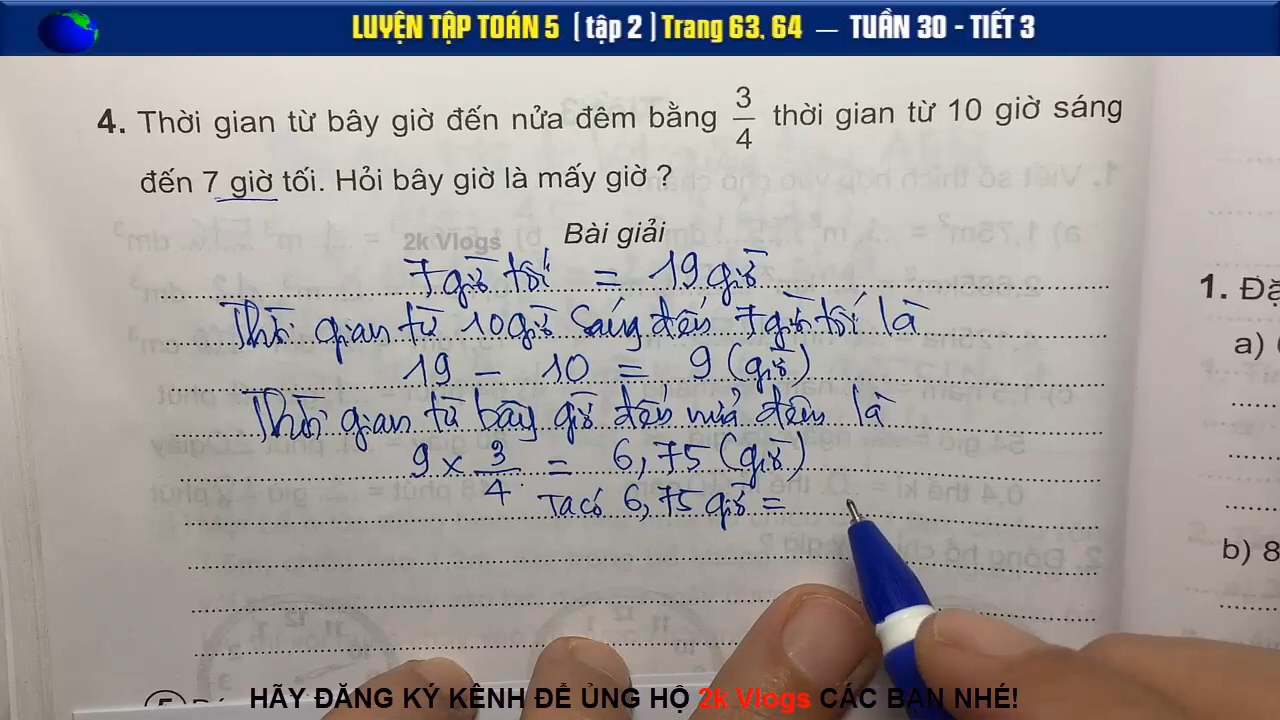 LUYỆN TẬP TOÁN 5 ( tập 2 ) Trang 63, 64 — TUẦN 30 - TIẾT 3
4. Thời gian từ bây giờ đến nửa đêm bằng 3/4 thời gian từ 10 giờ sáng
đến 7 giờ tối. Hỏi bây giờ là mấy giờ ?
2k Vlogs
Bài giải
7 giờ tối = 19 giờ
Thời gian từ 10 giờ sáng đến 7 giờ tối là
19 - 10 = 9 (giờ)
Thời gian từ bây giờ đến nửa đêm là
9 × 3/4 = 6,75 (giờ)
Ta có 6,75 giờ =
1. Đặ
a)
b) 8
HÃY ĐĂNG KÝ KÊNH ĐỂ ỦNG HỘ 2k Vlogs CÁC BẠN NHÉ!